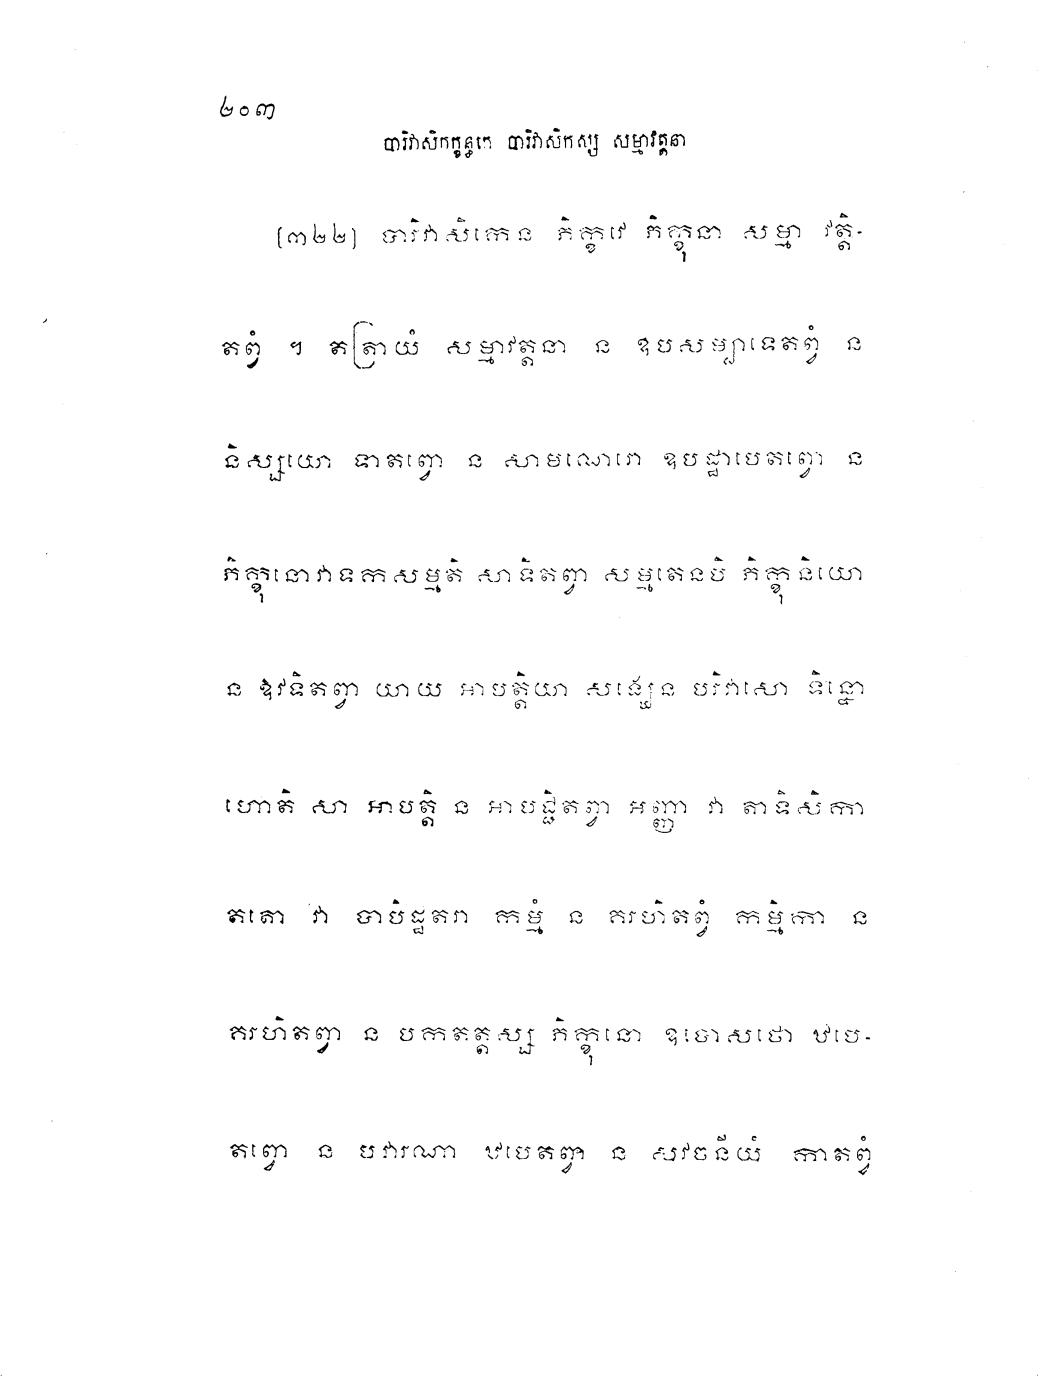 ២០៣
បារិវាសិកក្ខន្ធកេ បារិវាសិកស្ស សម្មាវត្តនា
[៣២២] បារិវាសិកេន ភិក្ខវេ ភិក្ខុនា សម្មា វត្តិ-
តព្វំ ។ តត្រាយំ សម្មាវត្តនា ន ឧបសម្បាទេតព្វំ ន
និស្សយោ ទាតព្វោ ន សាមណេរោ ឧបដ្ឋាបេតព្វោ ន
ភិក្ខុនោវាទកសម្មតិ សាទិតព្វា សម្មតេនបិ ភិក្ខុនិយោ
ន ឱវទិតព្វា យាយ អាបត្តិយា សង្ឃេន បរិវាសោ ទិន្នោ
ហោតិ សា អាបត្តិ ន អាបជ្ជិតព្វា អញ្ញា វា តាទិសិកា
តតោ វា បាបិដ្ឋតរា កម្មំ ន គរហិតព្វំ កម្មិកា ន
គរហិតព្វា ន បកតត្តស្ស ភិក្ខុនោ ឧបោសថោ ឋបេ-
តព្វោ ន បវារណា ឋបេតព្វា ន សវចនីយំ កាតព្វំ